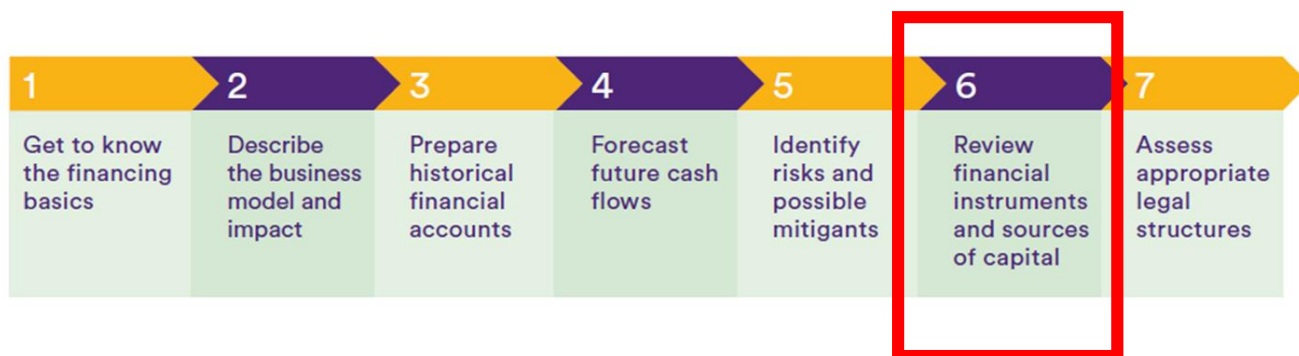 1
Get to know
the financing
basics
2
Describe
the business
model and
impact
3
Prepare
historical
financial
accounts
4
Forecast
future cash
flows
5
Identify
risks and
possible
mitigants
6
Review
financial
instruments
and sources
of capital
7
Assess
appropriate
legal
structures